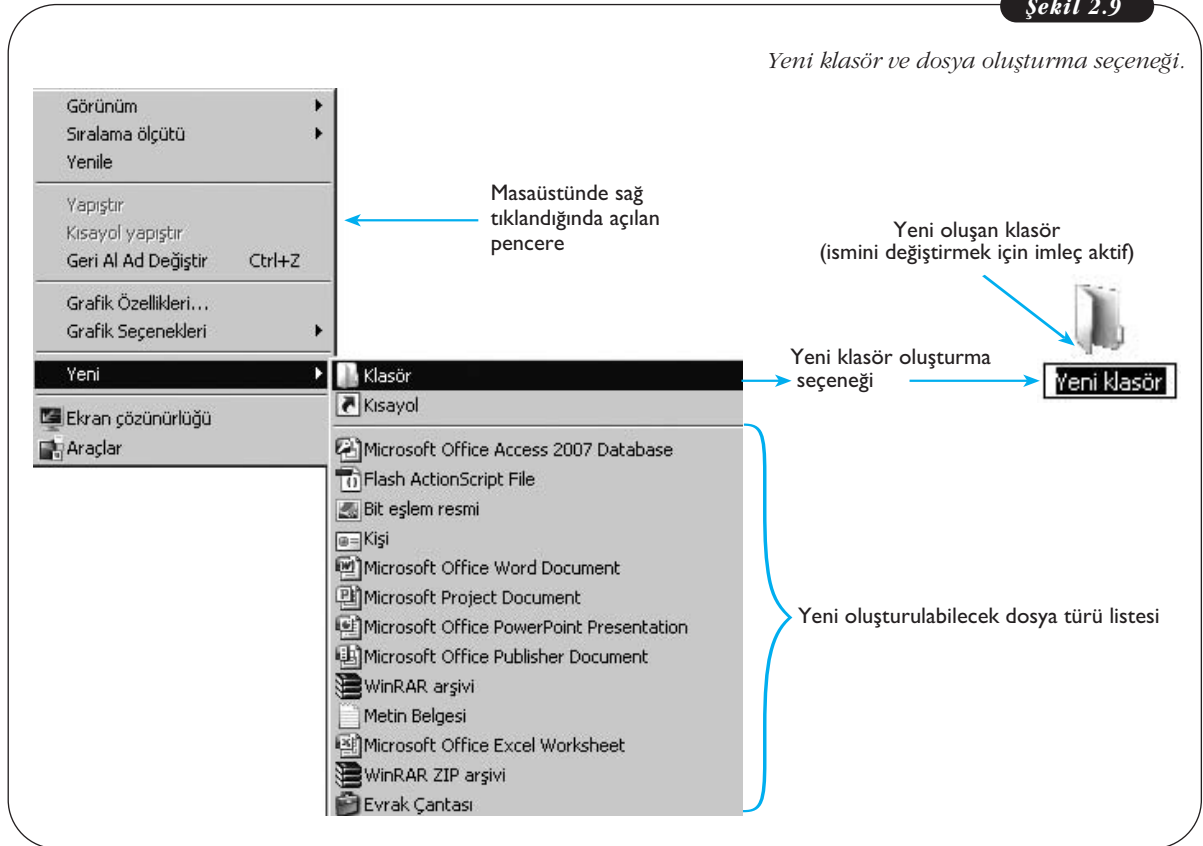 Şekil 2.9
Yeni klasör ve dosya oluşturma seçeneği.
Görünüm
Sıralama ölçütü
Yenile
Yapıştır
Kısayol yapıştır
Geri Al Ad Değiştir Ctrl+Z
Grafik Özellikleri...
Grafik Seçenekleri
Yeni
Ekran çözünürlüğü
Araçlar
Masaüstünde sağ
tıklandığında açılan
pencere
Yeni oluşan klasör
(ismini değiştirmek için imleç aktif)
Yeni klasör oluşturma
seçeneği
Yeni klasör
Klasör
Kısayol
Microsoft Office Access 2007 Database
Flash ActionScript File
Bit eşlem resmi
Kişi
Microsoft Office Word Document
Microsoft Project Document
Microsoft Office PowerPoint Presentation
Microsoft Office Publisher Document
WinRAR arşivi
Metin Belgesi
Microsoft Office Excel Worksheet
WinRAR ZIP arşivi
Evrak Çantası
Yeni oluşturulabilecek dosya türü listesi